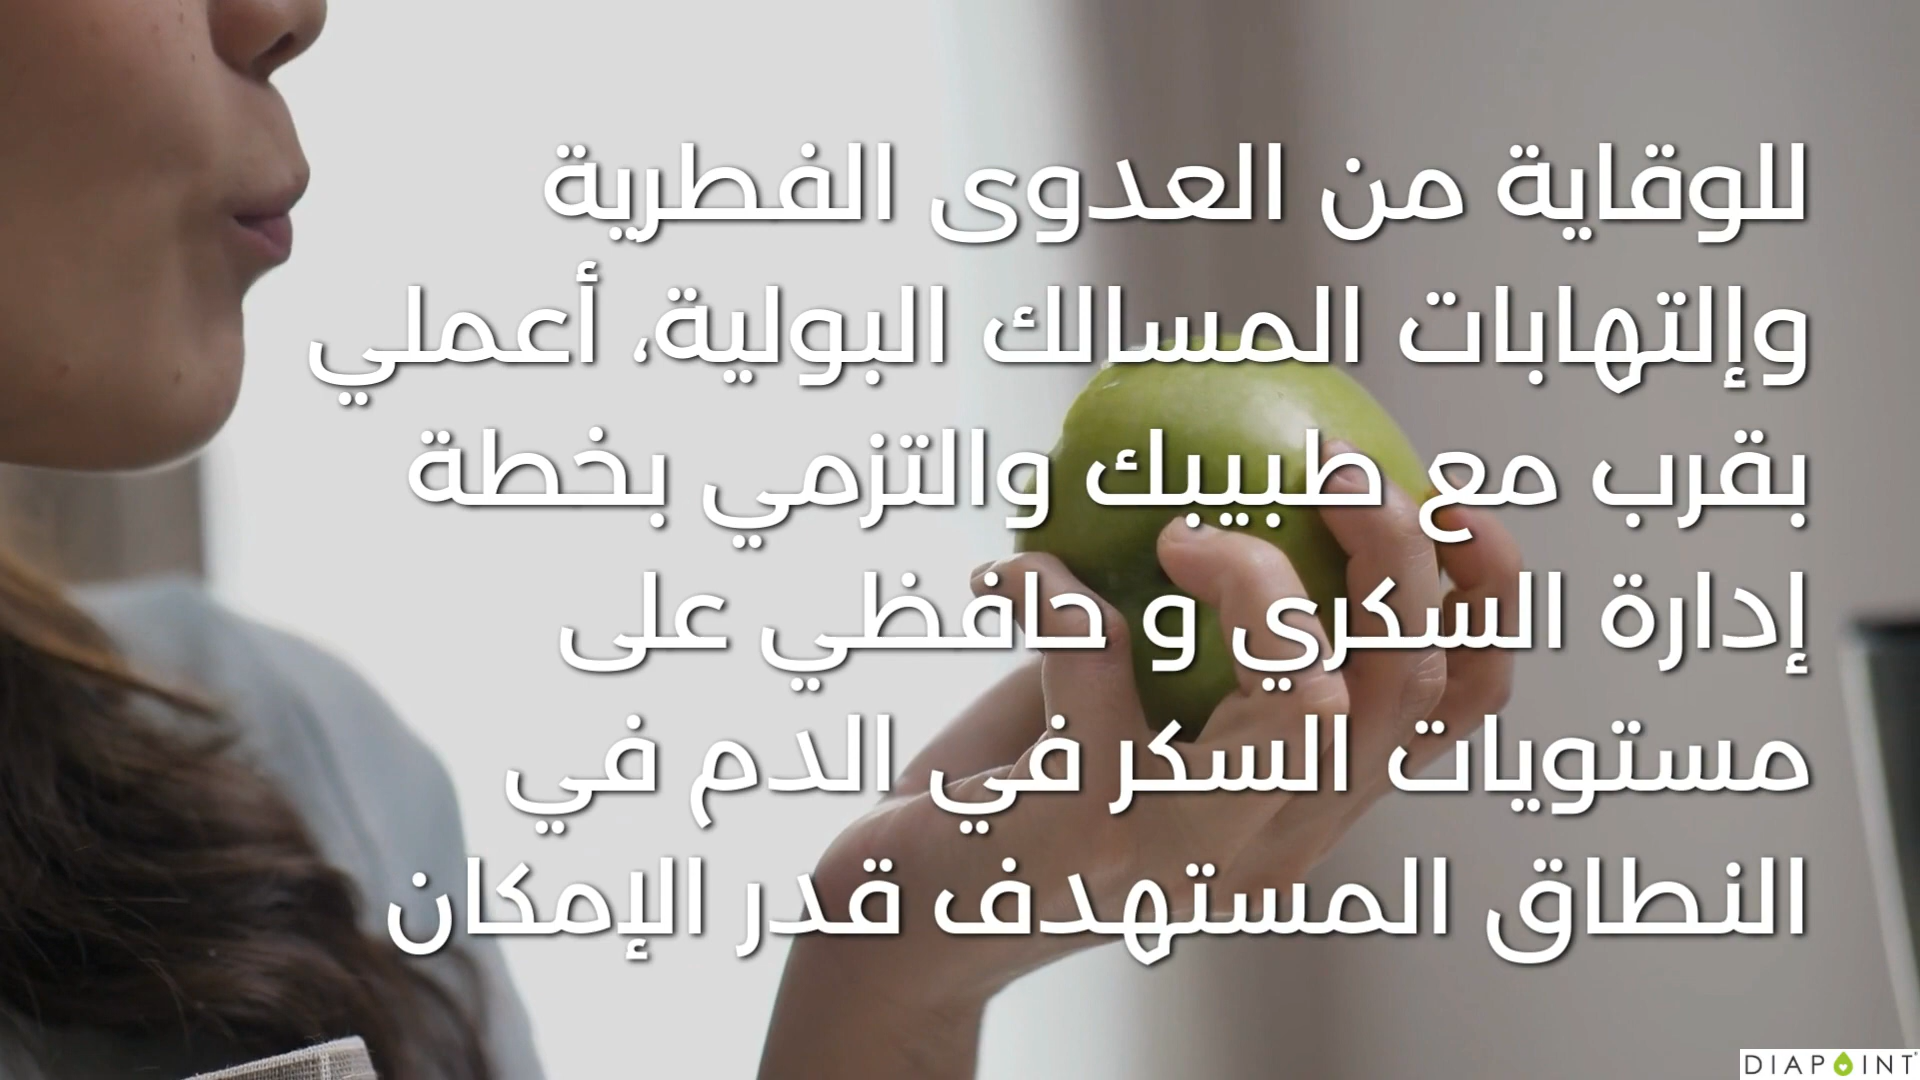 للوقاية من العدوى الفطرية
وإلتهابات المسالك البولية، أعملي
بقرب مع طبيبك والتزمي بخطة
إدارة السكري و حافظي على
مستويات السكر في الدم في
النطاق المستهدف قدر الإمكان
DIAPOINT